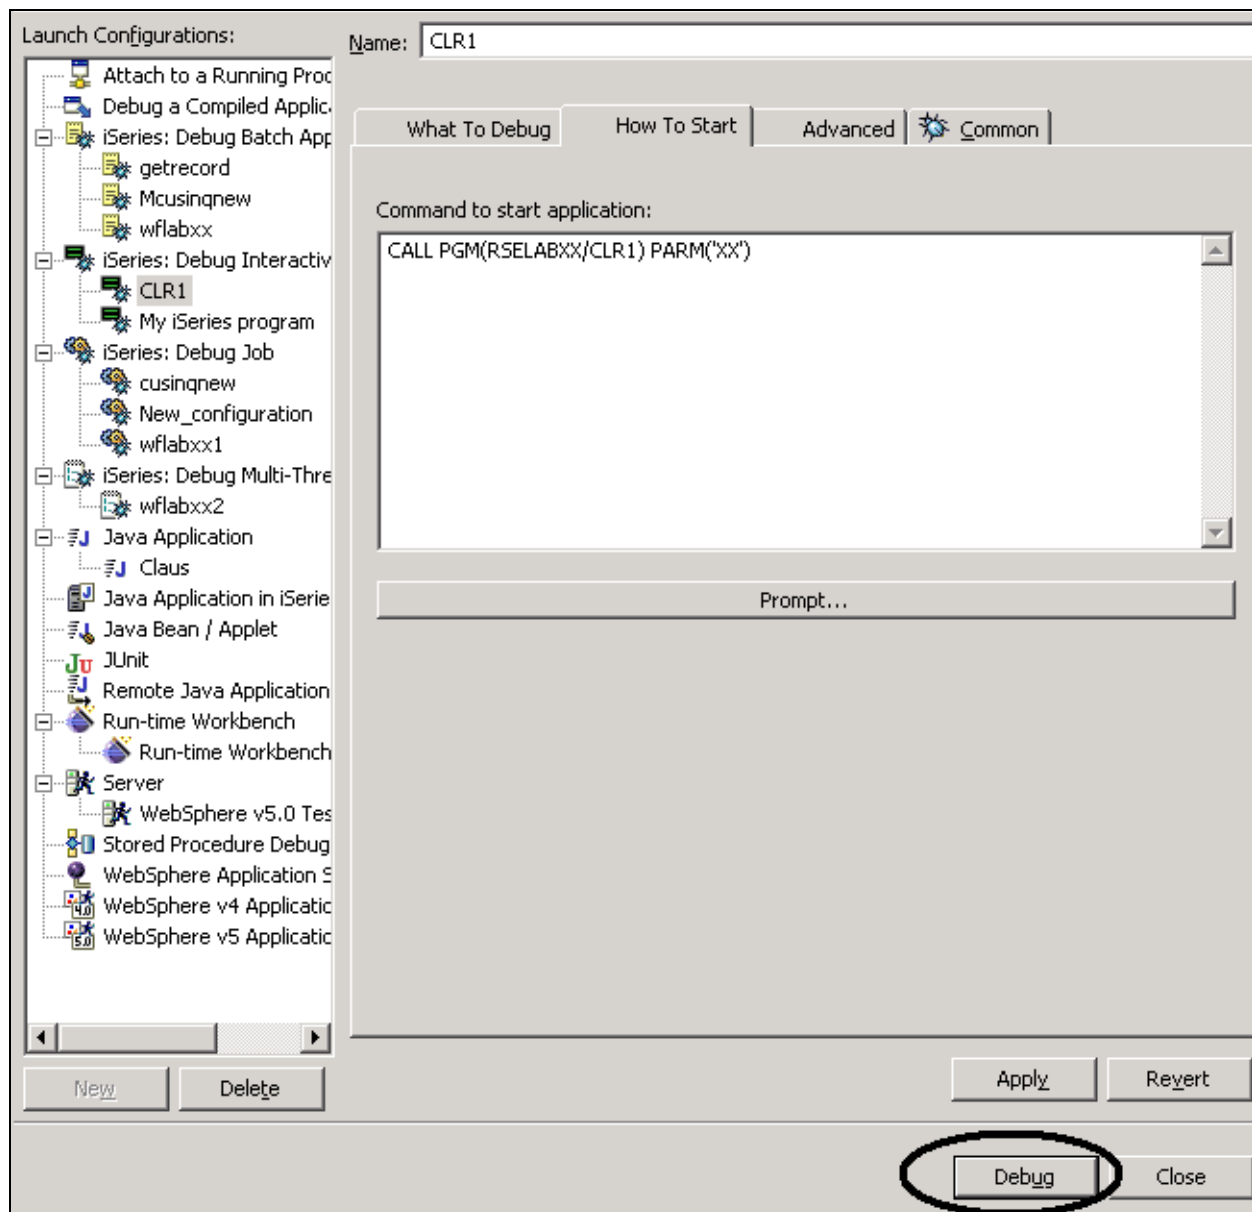 Launch Configurations:
Attach to a Running Proc
Debug a Compiled Applic
iSeries: Debug Batch App
getrecord
Mcusinqnew
wflabxx
iSeries: Debug Interactiv
CLR1
My iSeries program
iSeries: Debug Job
cusinqnew
New_configuration
wflabxx1
iSeries: Debug Multi-Thre
wflabxx2
Java Application
Claus
Java Application in iSerie
Java Bean / Applet
JUnit
Remote Java Application
Run-time Workbench
Run-time Workbench
Server
WebSphere v5.0 Tes
Stored Procedure Debug
WebSphere Application S
WebSphere v4 Applicatic
WebSphere v5 Applicatic
New
Delete
Name: CLR1
What To Debug How To Start Advanced Common
Command to start application:
CALL PGM(RSELABXX/CLR1) PARM('XX')
Prompt...
Apply Revert
Debug Close